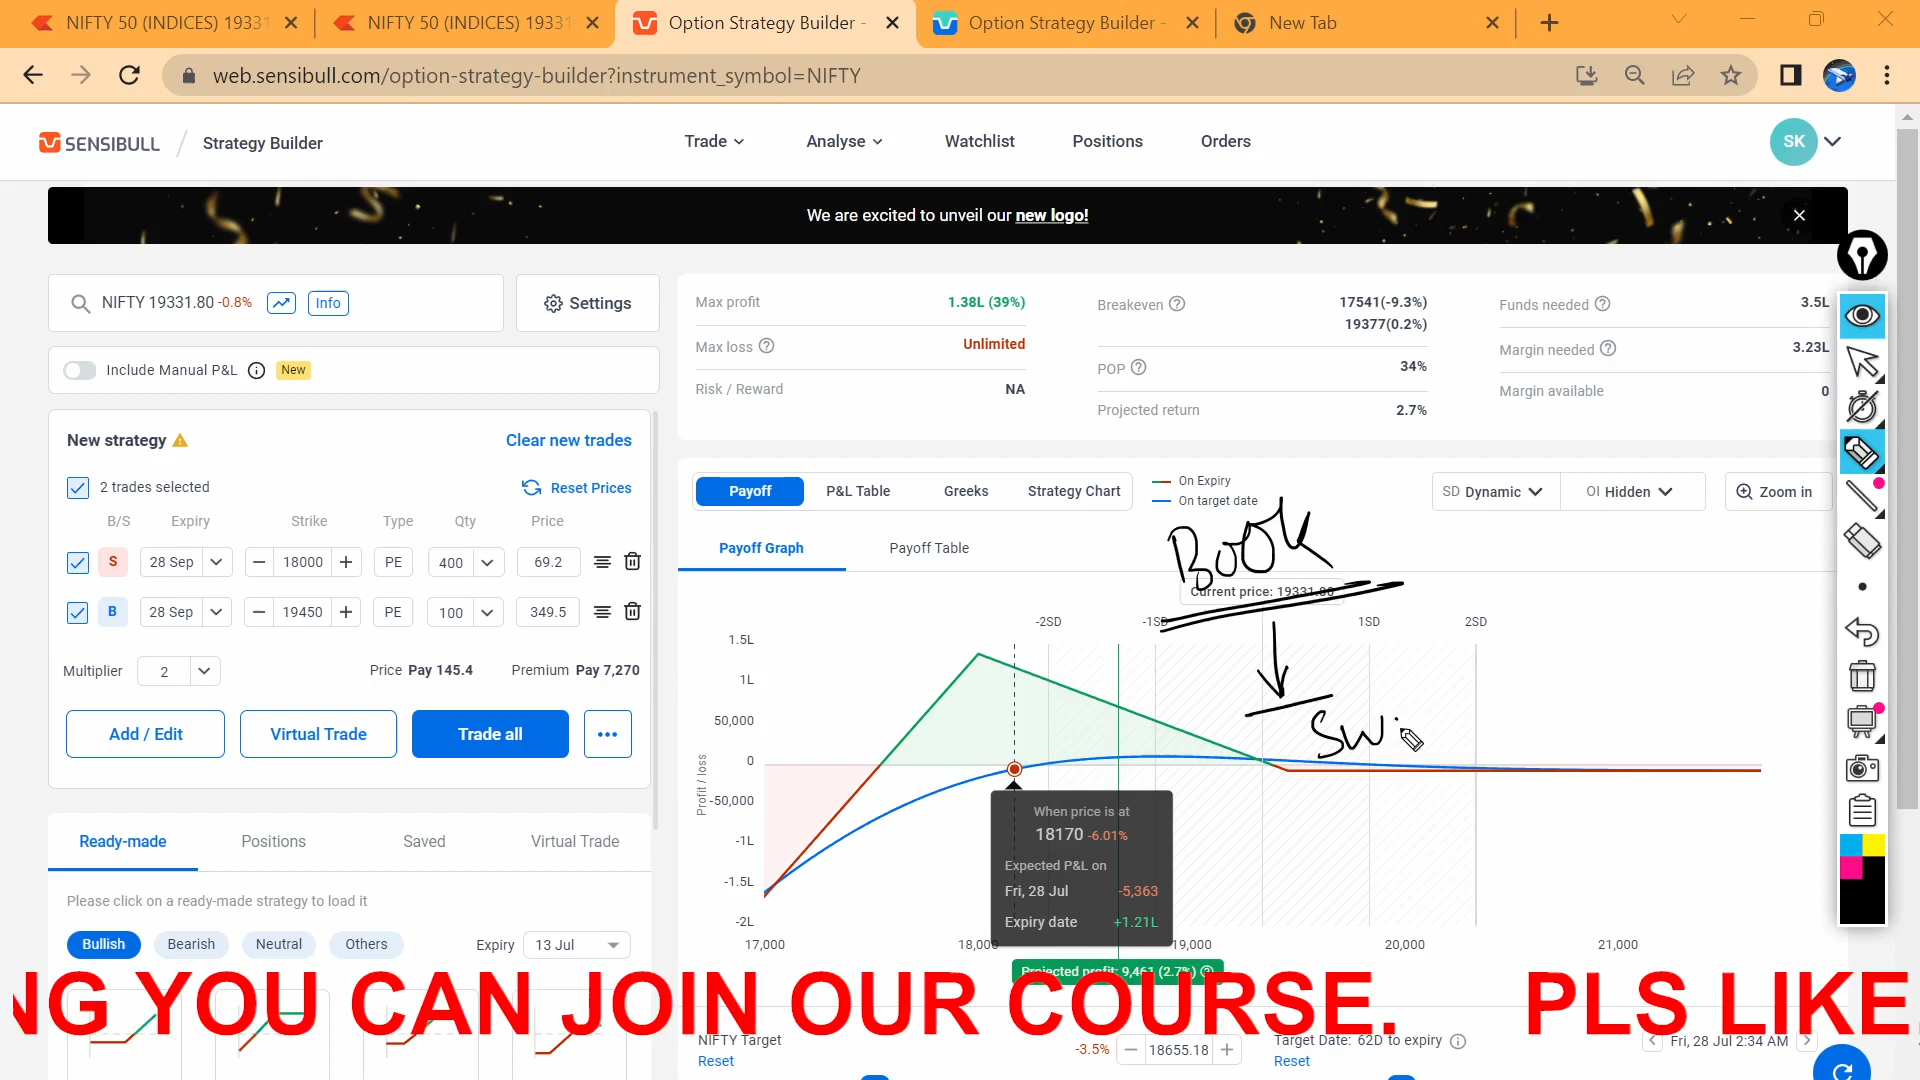 NIFTY 50 (INDICES) 19331
NIFTY 50 (INDICES) 19331
Option Strategy Builder -
Option Strategy Builder -
New Tab
web.sensibull.com/option-strategy-builder?instrument_symbol=NIFTY
SENSIBULL / Strategy Builder
Trade
Analyse
Watchlist
Positions
Orders
SK
We are excited to unveil our new logo!
NIFTY 19331.80 -0.8% Info
Settings
Include Manual P&L New
New strategy
Clear new trades
2 trades selected
Reset Prices
B/S Expiry Strike Type Qty Price
S 28 Sep 18000 PE 400 69.2
B 28 Sep 19450 PE 100 349.5
Multiplier 2 Price Pay 145.4 Premium Pay 7,270
Add / Edit
Virtual Trade
Trade all
Ready-made
Positions
Saved
Virtual Trade
Please click on a ready-made strategy to load it
Bullish Bearish Neutral Others Expiry 13 Jul
Max profit 1.38L (39%)
Max loss Unlimited
Risk / Reward NA
Breakeven 17541(-9.3%)
19377(0.2%)
POP 34%
Projected return 2.7%
Funds needed 3.5L
Margin needed 3.23L
Margin available 0
Payoff P&L Table Greeks Strategy Chart
On Expiry
On target date
SD Dynamic
OI Hidden
Zoom in
Payoff Graph
Payoff Table
Book
Current price: 19331.80
-2SD -1SD 1SD 2SD
1.5L
1L
50,000
0
-50,000
-1L
-1.5L
-2L
Profit / loss
SW
When price is at
18170 -6.01%
Expected P&L on
Fri, 28 Jul -5,363
Expiry date +1.21L
17,000 18,000 19,000 20,000 21,000
Projected profit: 9,461 (2.7%)
NG YOU CAN JOIN OUR COURSE. PLS LIKE
NIFTY Target
Reset
-3.5% 18655.18
Target Date: 62D to expiry
Reset
Fri, 28 Jul 2:34 AM